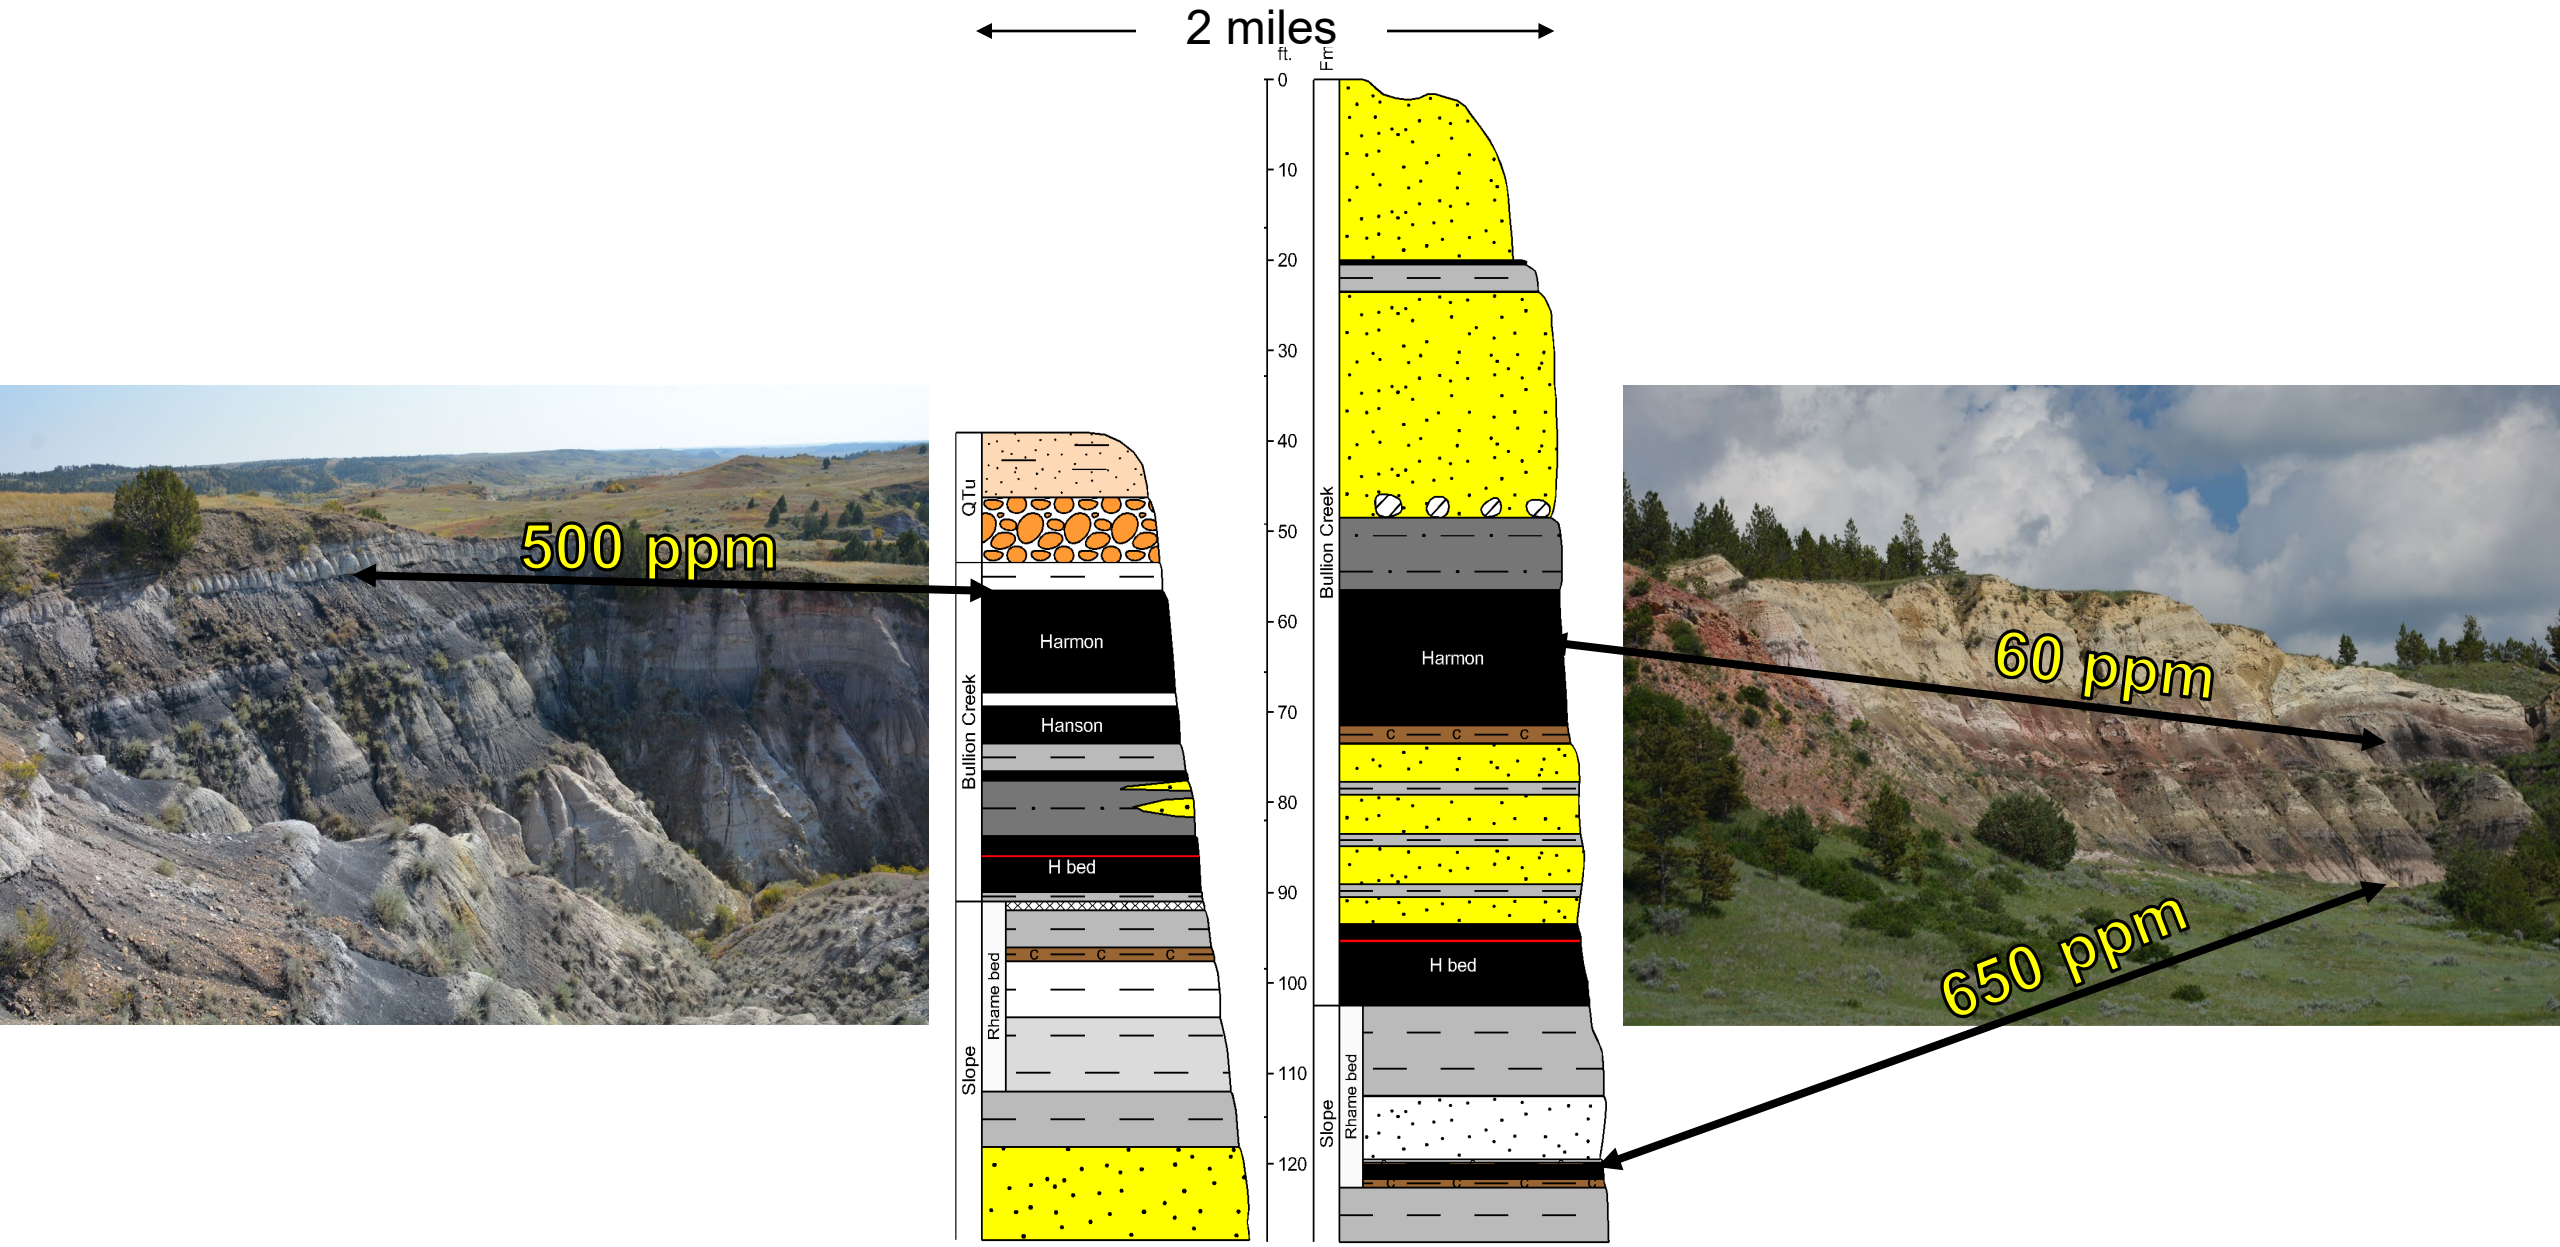 2 miles
ft.
Fm
0
10
20
30
40
50
60
70
80
90
100
110
120
500 ppm
QTu
Bullion Creek
Slope
Rhame bed
Harmon
Hanson
H bed
C C C
Bullion Creek
Slope
Rhame bed
Harmon
C C C
H bed
C C C C
60 ppm
650 ppm